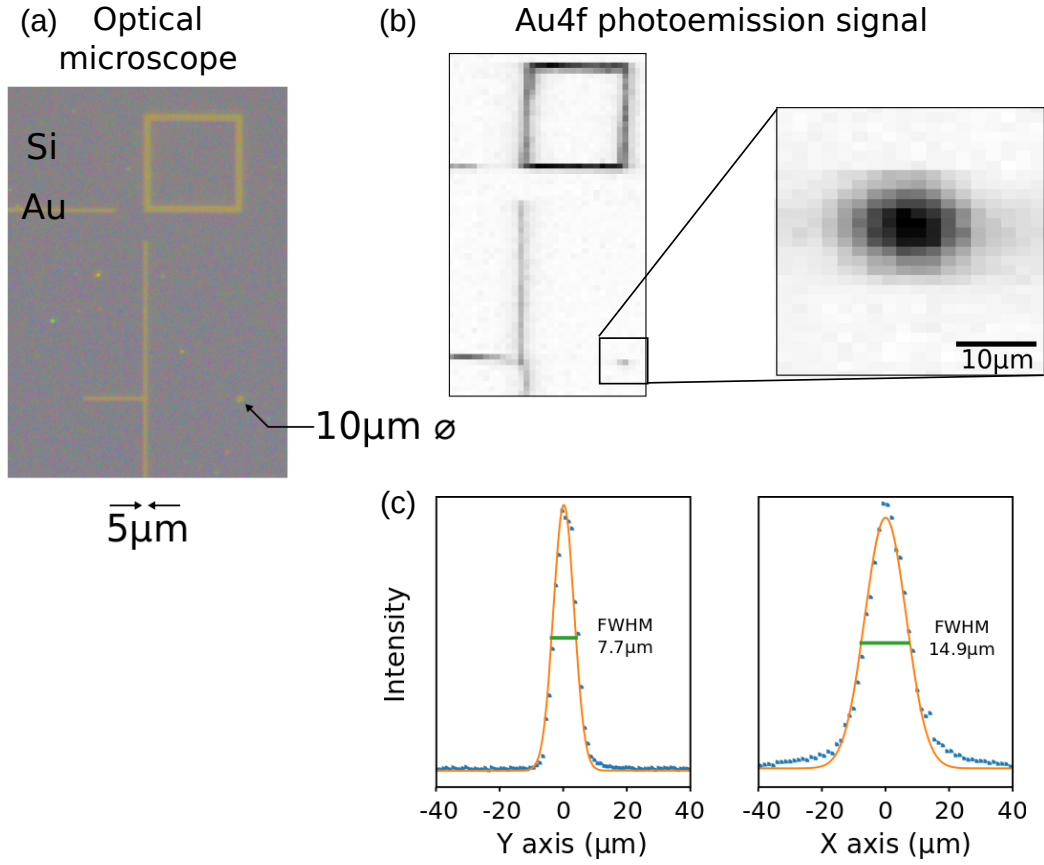 (a) Optical
microscope
Si
Au
10µm ⌀
5µm
(b) Au4f photoemission signal
10µm
(c)
Intensity
FWHM
7.7µm
-40 -20 0 20 40
Y axis (µm)
FWHM
14.9µm
-40 -20 0 20 40
X axis (µm)